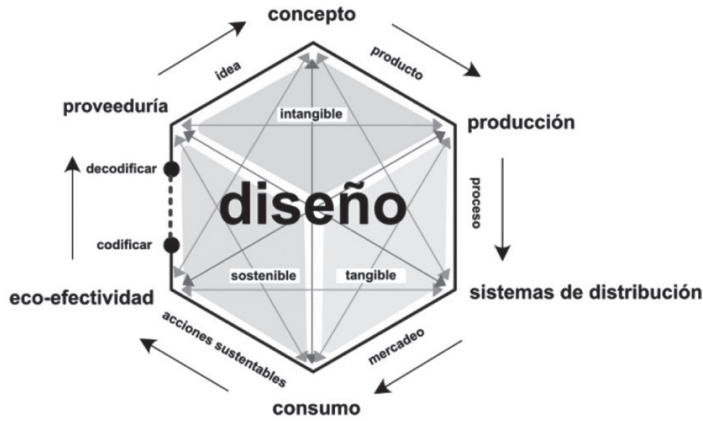 concepto
idea
producto
proveeduría
intangible
producción
decodificar
diseño
proceso
codificar
sostenible
tangible
eco-efectividad
sistemas de distribución
acciones sustentables
mercadeo
consumo